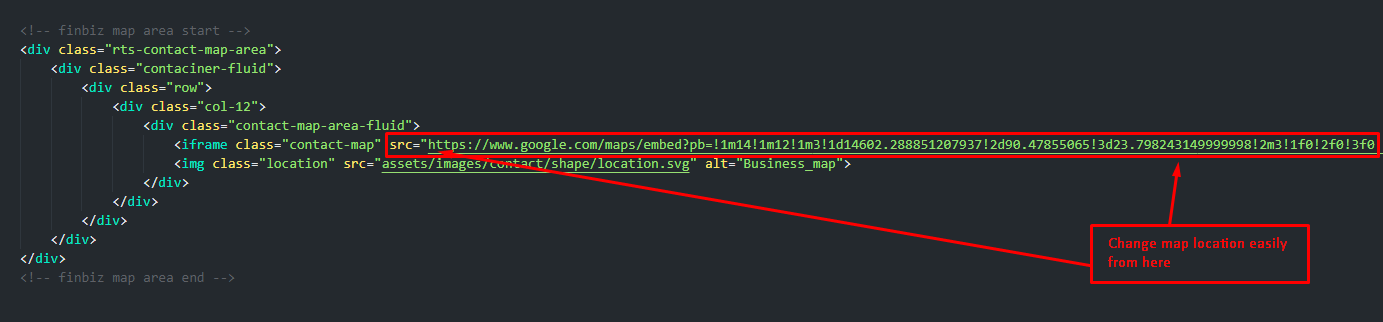 <!-- finbiz map area start -->
<div class="rts-contact-map-area">
<div class="contaciner-fluid">
<div class="row">
<div class="col-12">
<div class="contact-map-area-fluid">
<iframe class="contact-map" src="https://www.google.com/maps/embed?pb=!1m14!1m12!1m3!1d14602.288851207937!2d90.47855065!3d23.798243149999998!2m3!1f0!2f0!3f0
<img class="location" src="assets/images/contact/shape/location.svg" alt="Business_map">
</div>
</div>
</div>
</div>
</div>
<!-- finbiz map area end -->
Change map location easily
from here